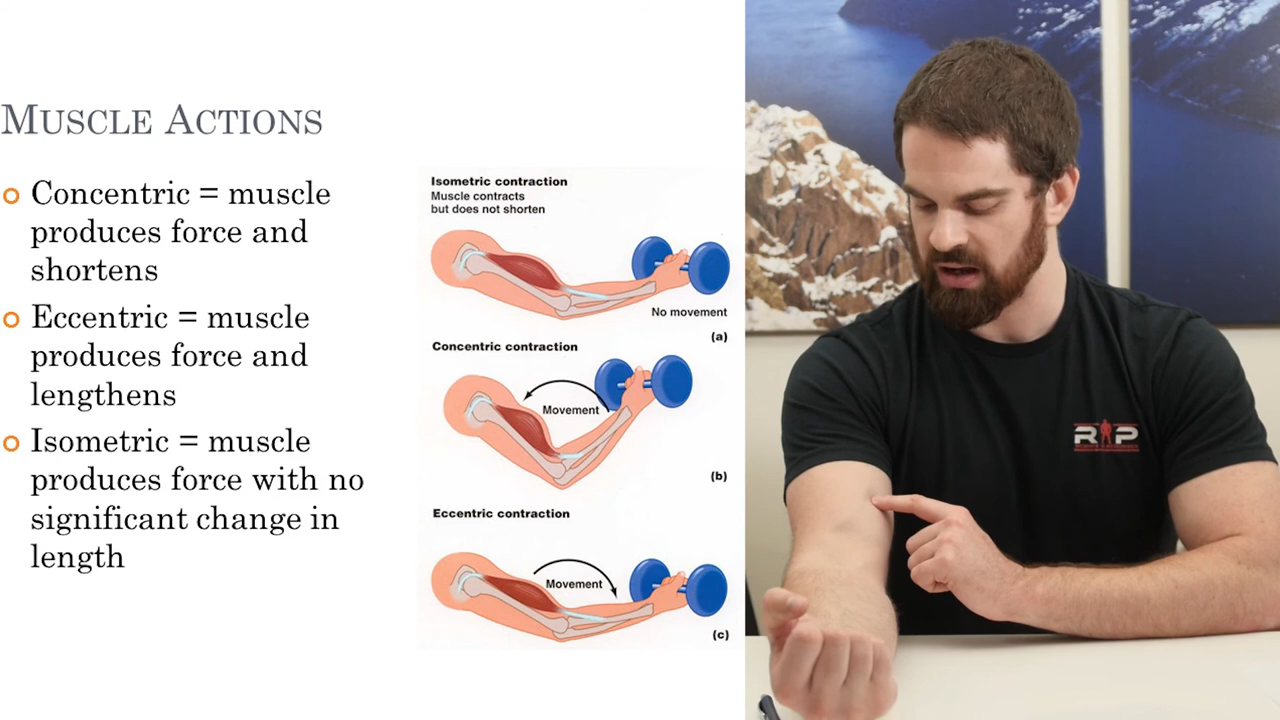 MUSCLE ACTIONS
Concentric = muscle
produces force and
shortens
Eccentric = muscle
produces force and
lengthens
Isometric = muscle
produces force with no
significant change in
length
Isometric contraction
Muscle contracts
but does not shorten
No movement
(a)
Concentric contraction
Movement
(b)
Eccentric contraction
Movement
(c)
RP